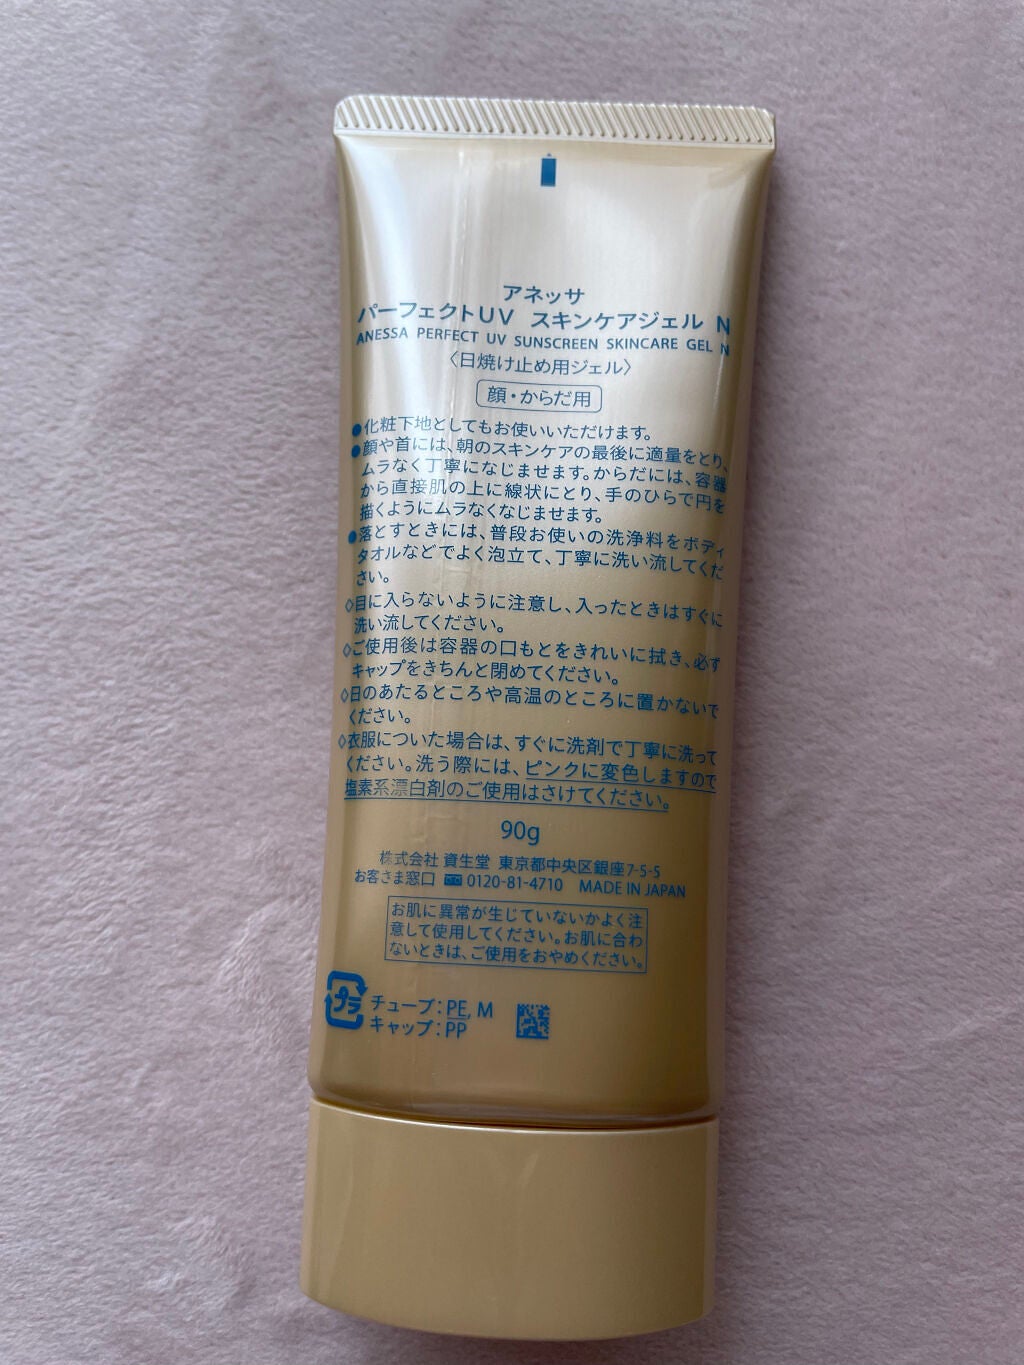 アネッサ
パーフェクトUV スキンケアジェル N
ANESSA PERFECT UV SUNSCREEN SKINCARE GEL N
〈日焼け止め用ジェル〉
顔・からだ用
●化粧下地としてもお使いいただけます。
●顔や首には、朝のスキンケアの最後に適量をとり、
ムラなく丁寧になじませます。からだには、容器
から直接肌の上に線状にとり、手のひらで円を
描くようにムラなくなじませます。
●落とすときには、普段お使いの洗浄料をボディ
タオルなどでよく泡立て、丁寧に洗い流してくだ
さい。
◇目に入らないように注意し、入ったときはすぐに
洗い流してください。
◇ご使用後は容器の口もとをきれいに拭き、必ず
キャップをきちんと閉めてください。
◇日のあたるところや高温のところに置かないで
ください。
◇衣服についた場合は、すぐに洗剤で丁寧に洗って
ください。洗う際には、ピンクに変色しますので
塩素系漂白剤のご使用はさけてください。
90g
株式会社 資生堂 東京都中央区銀座7-5-5
お客さま窓口 0120-81-4710 MADE IN JAPAN
お肌に異常が生じていないかよく注
意して使用してください。お肌に合わ
ないときは、ご使用をおやめください。
プラ
チューブ：PE, M
キャップ：PP